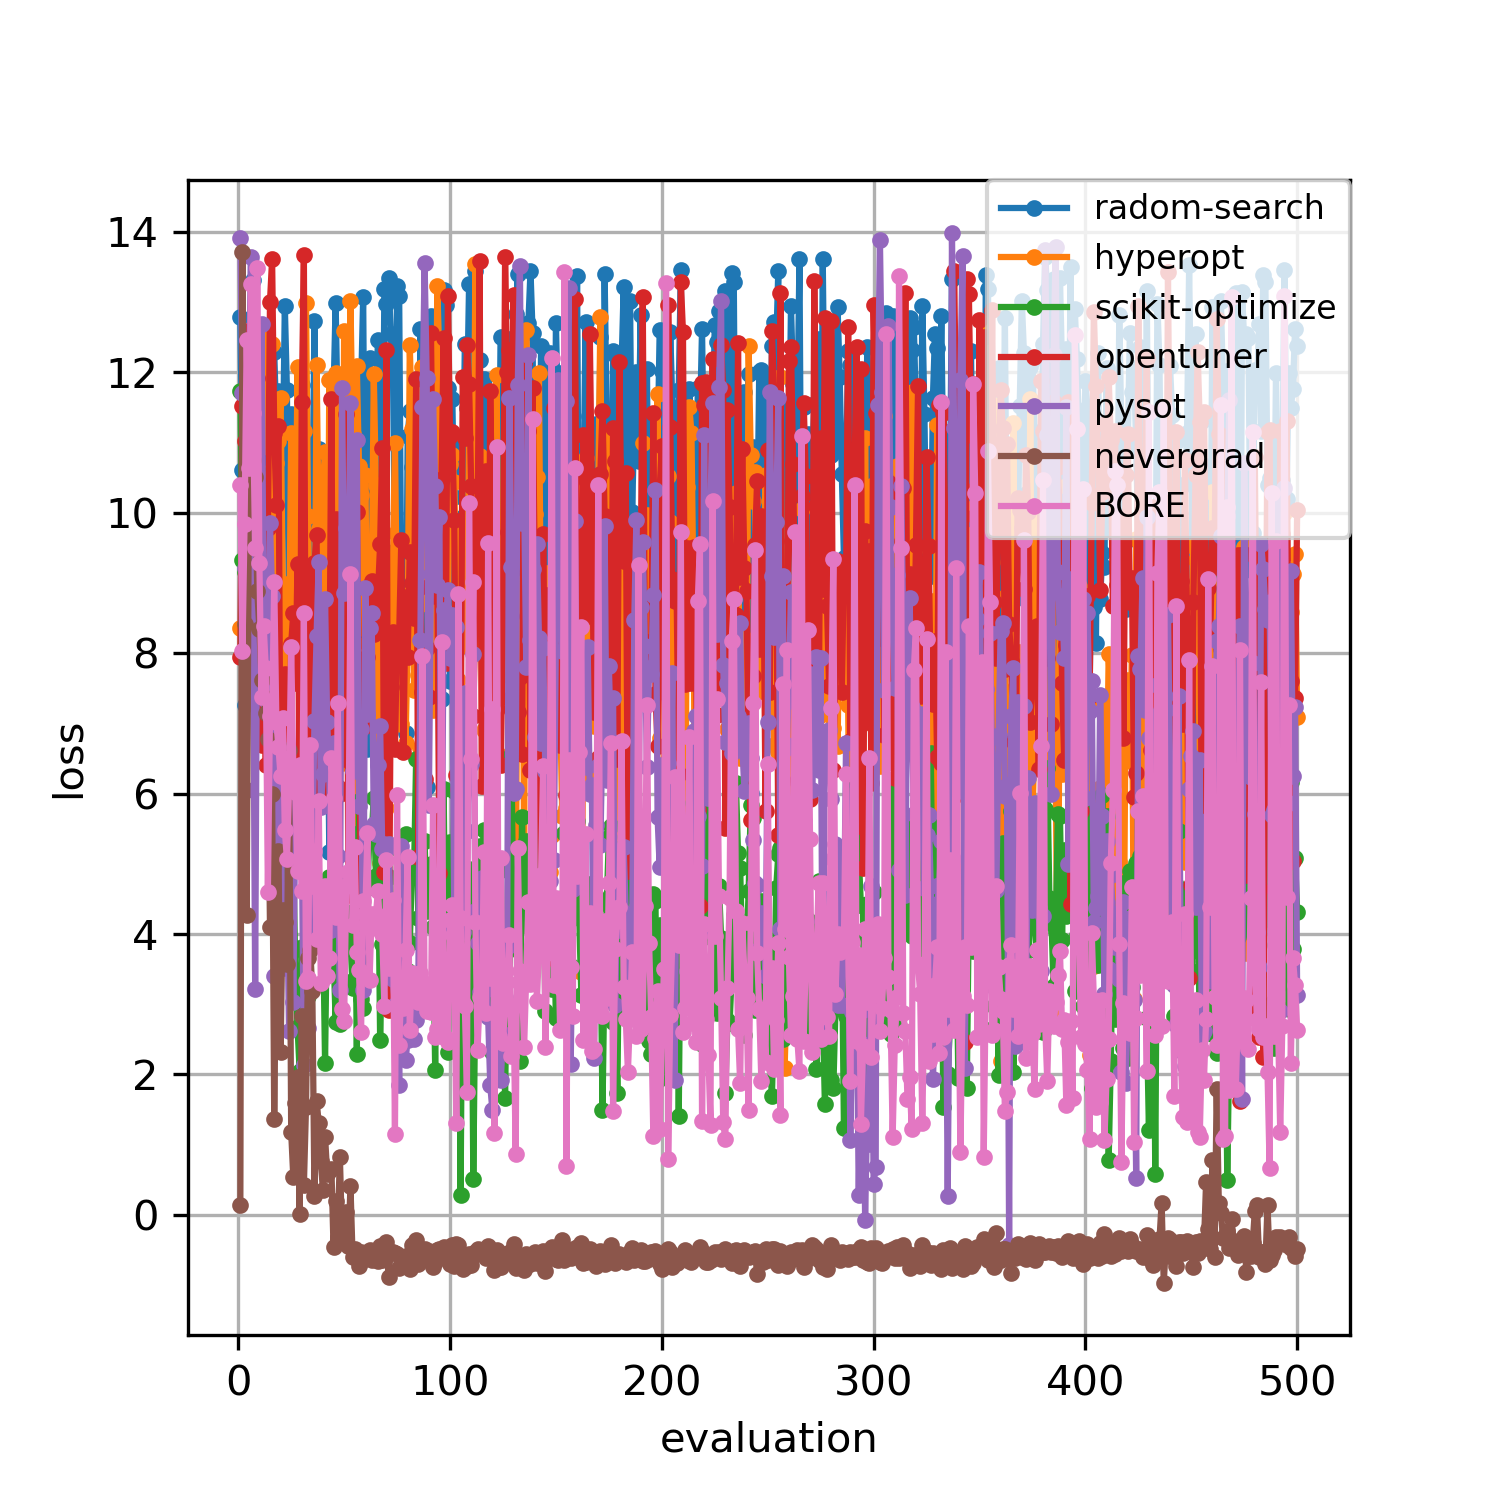 radom-search
hyperopt
scikit-optimize
opentuner
pysot
nevergrad
BORE
14
12
10
8
6
4
2
0
loss
0 100 200 300 400 500
evaluation